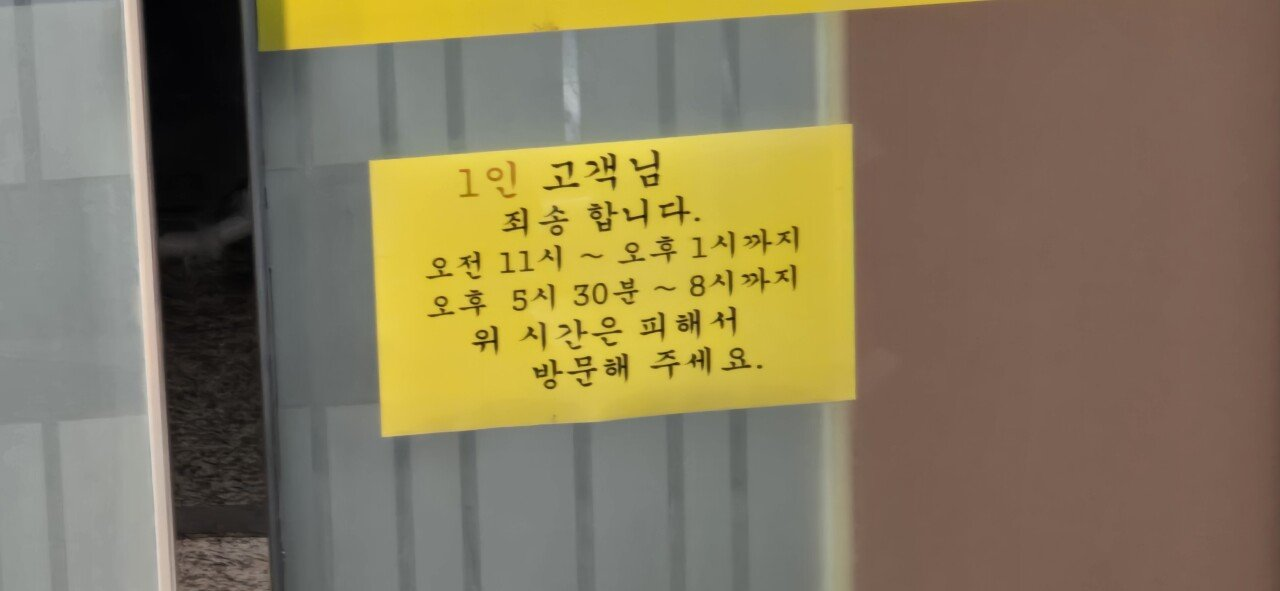 1인 고객님
죄송 합니다.
오전 11시 ~ 오후 1시까지
오후 5시 30분 ~ 8시까지
위 시간은 피해서
방문해 주세요.